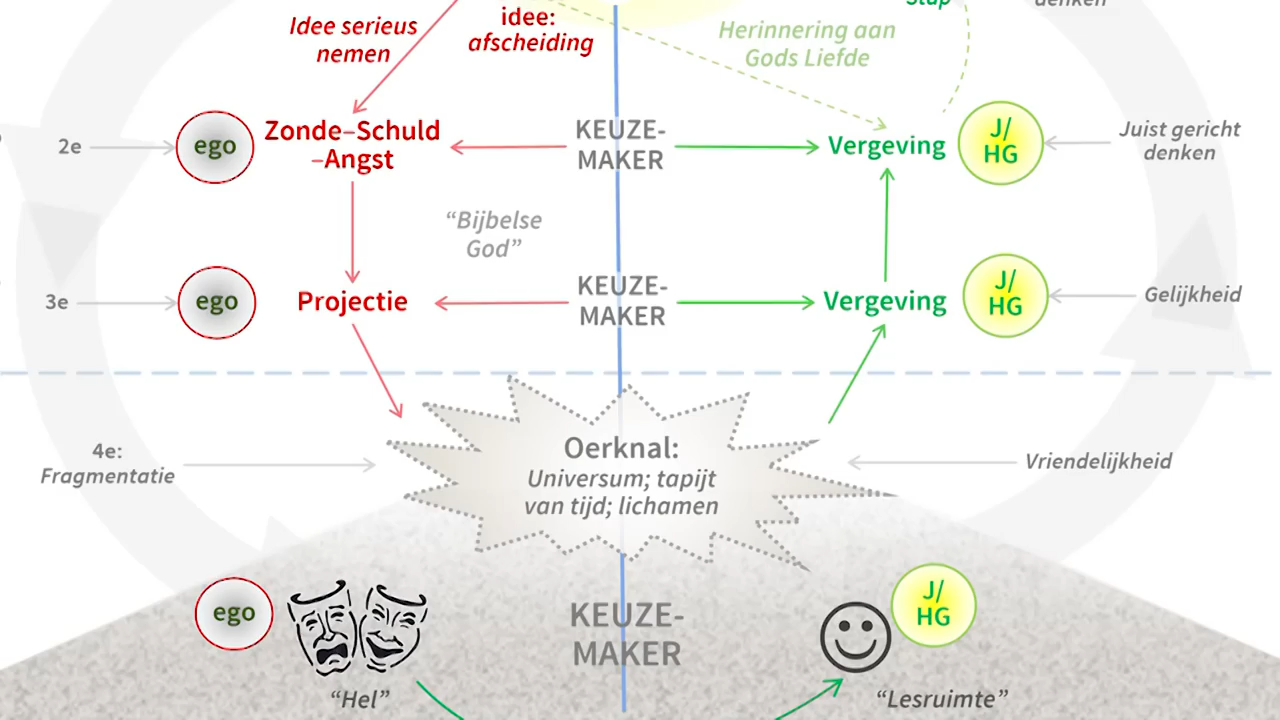 Stap
denken
Idee serieus
nemen
idee:
afscheiding
Herinnering aan
Gods Liefde
2e
ego
Zonde–Schuld
–Angst
KEUZE-
MAKER
Vergeving
J/
HG
Juist gericht
denken
“Bijbelse
God”
3e
ego
Projectie
KEUZE-
MAKER
Vergeving
J/
HG
Gelijkheid
4e:
Fragmentatie
Oerknal:
Universum; tapijt
van tijd; lichamen
Vriendelijkheid
ego
KEUZE-
MAKER
J/
HG
“Hel”
“Lesruimte”